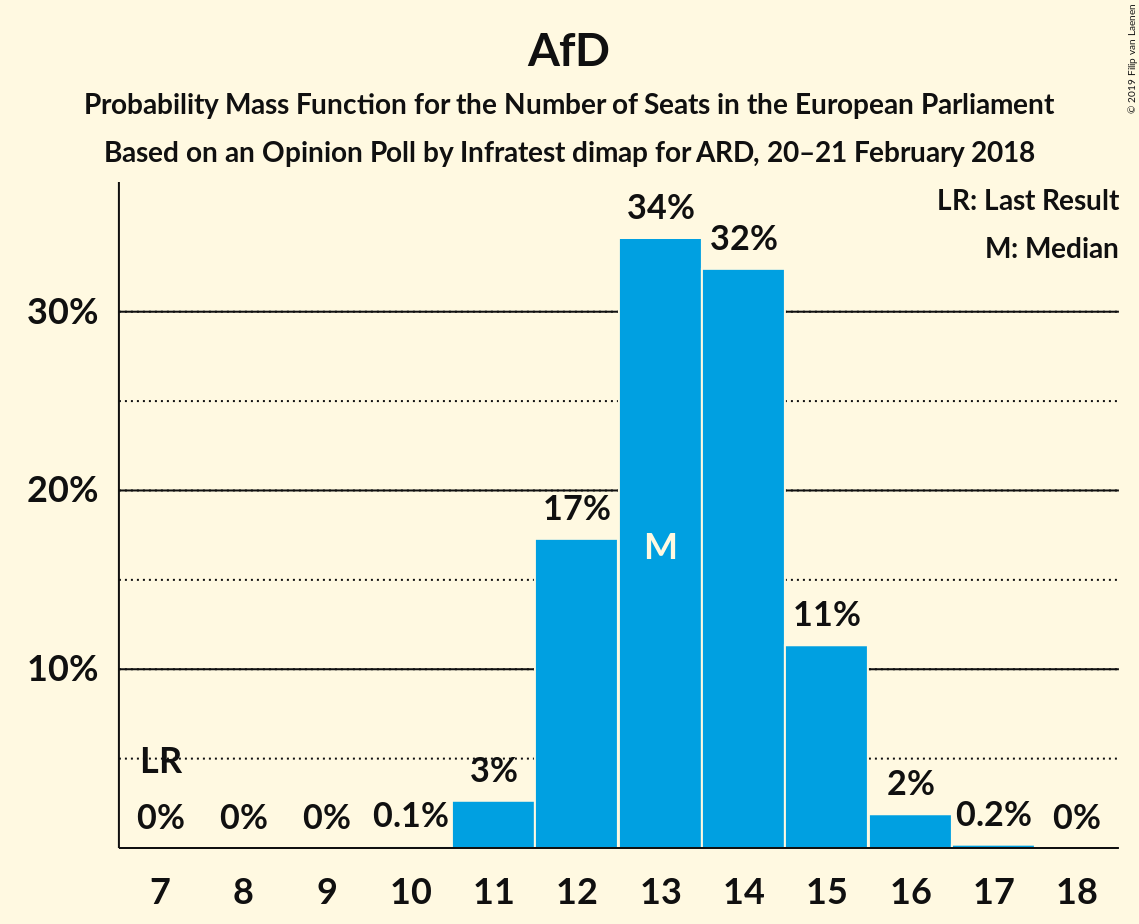 AfD
Probability Mass Function for the Number of Seats in the European Parliament
Based on an Opinion Poll by Infratest dimap for ARD, 20–21 February 2018
© 2019 Filip van Laenen
LR: Last Result
M: Median
34%
32%
30%
20%
17%
M
11%
10%
LR
3%
2%
0%
0%
0%
0.1%
0.2%
0%
7 8 9 10 11 12 13 14 15 16 17 18